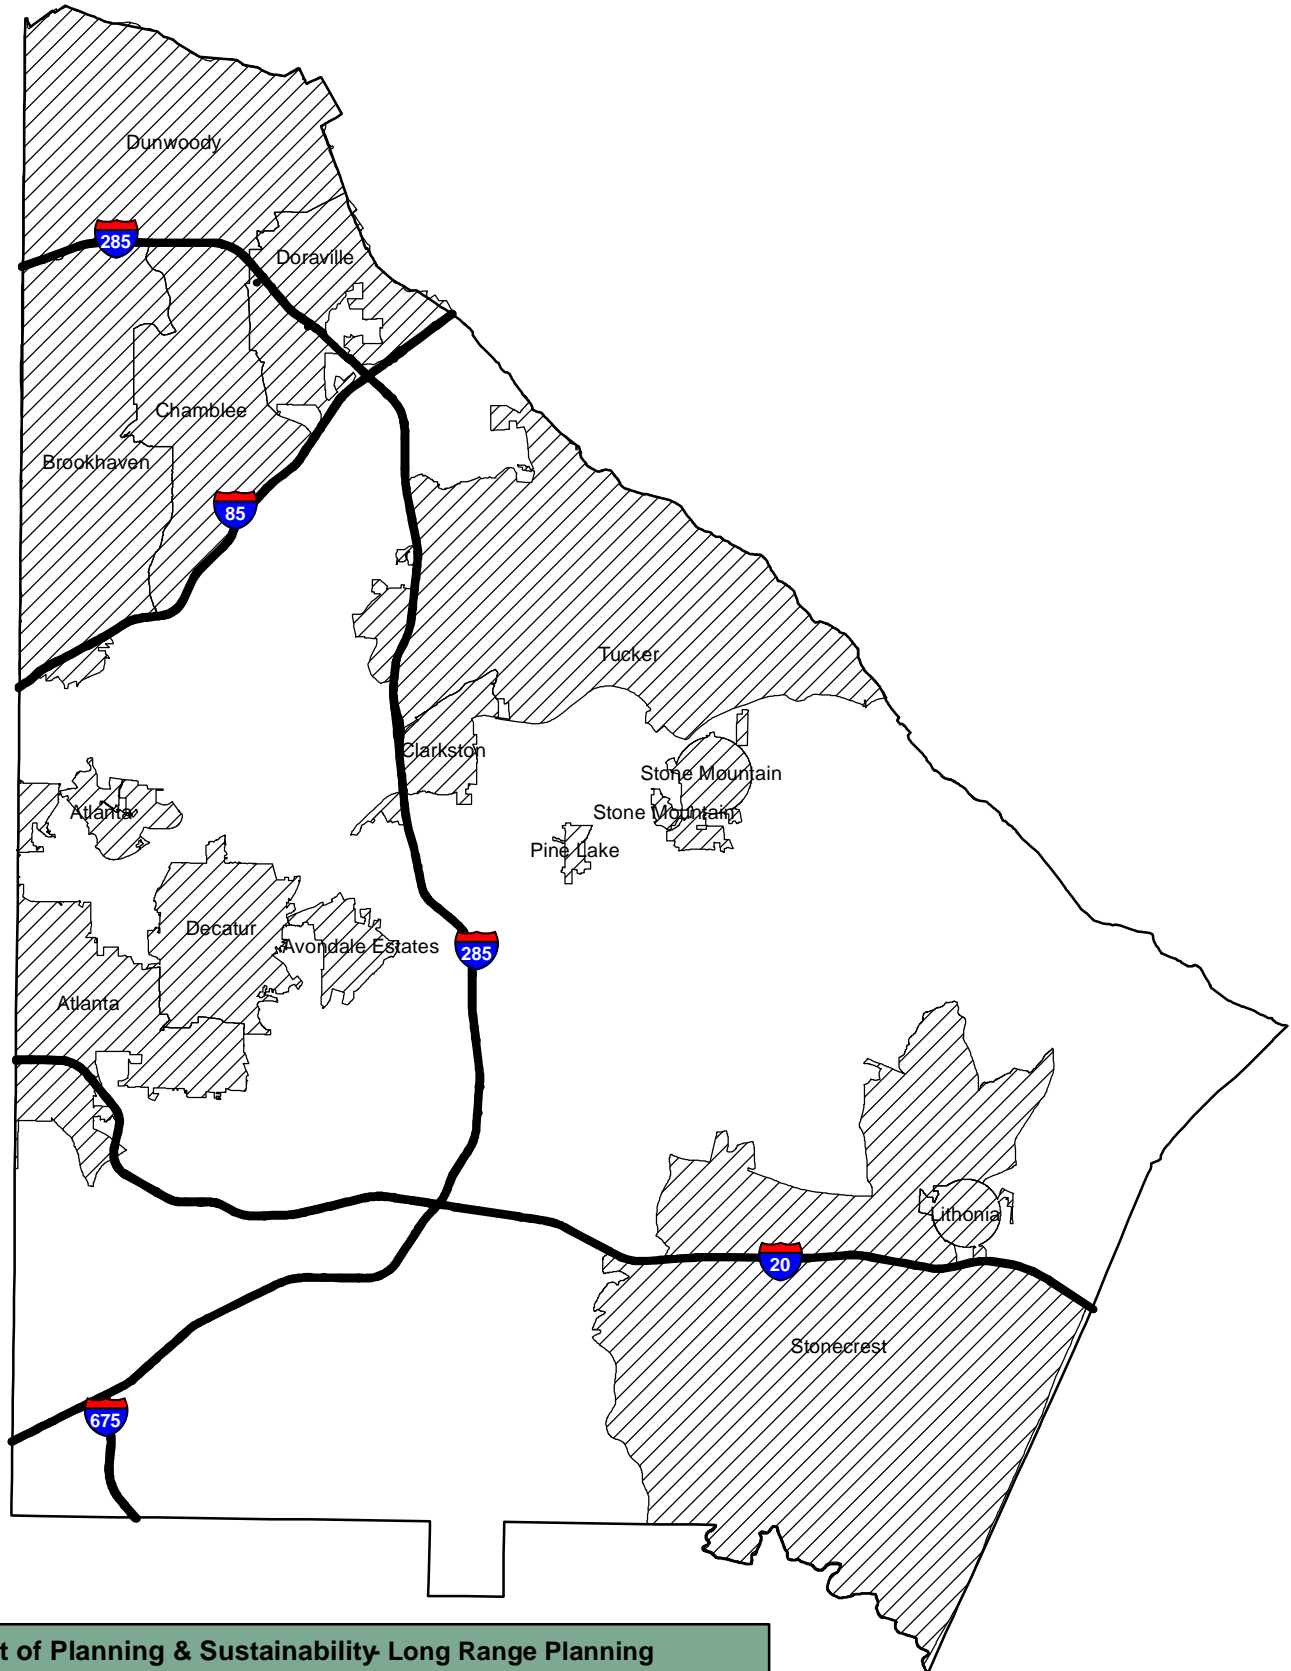 Dunwoody
285
Doraville
Chamblee
Brookhaven
85
Tucker
Clarkston
Stone Mountain
Atlanta
Stone Mountain
Pine Lake
Decatur
Avondale Estates
285
Atlanta
Lithonia
20
Stonecrest
675
t of Planning & Sustainability- Long Range Planning